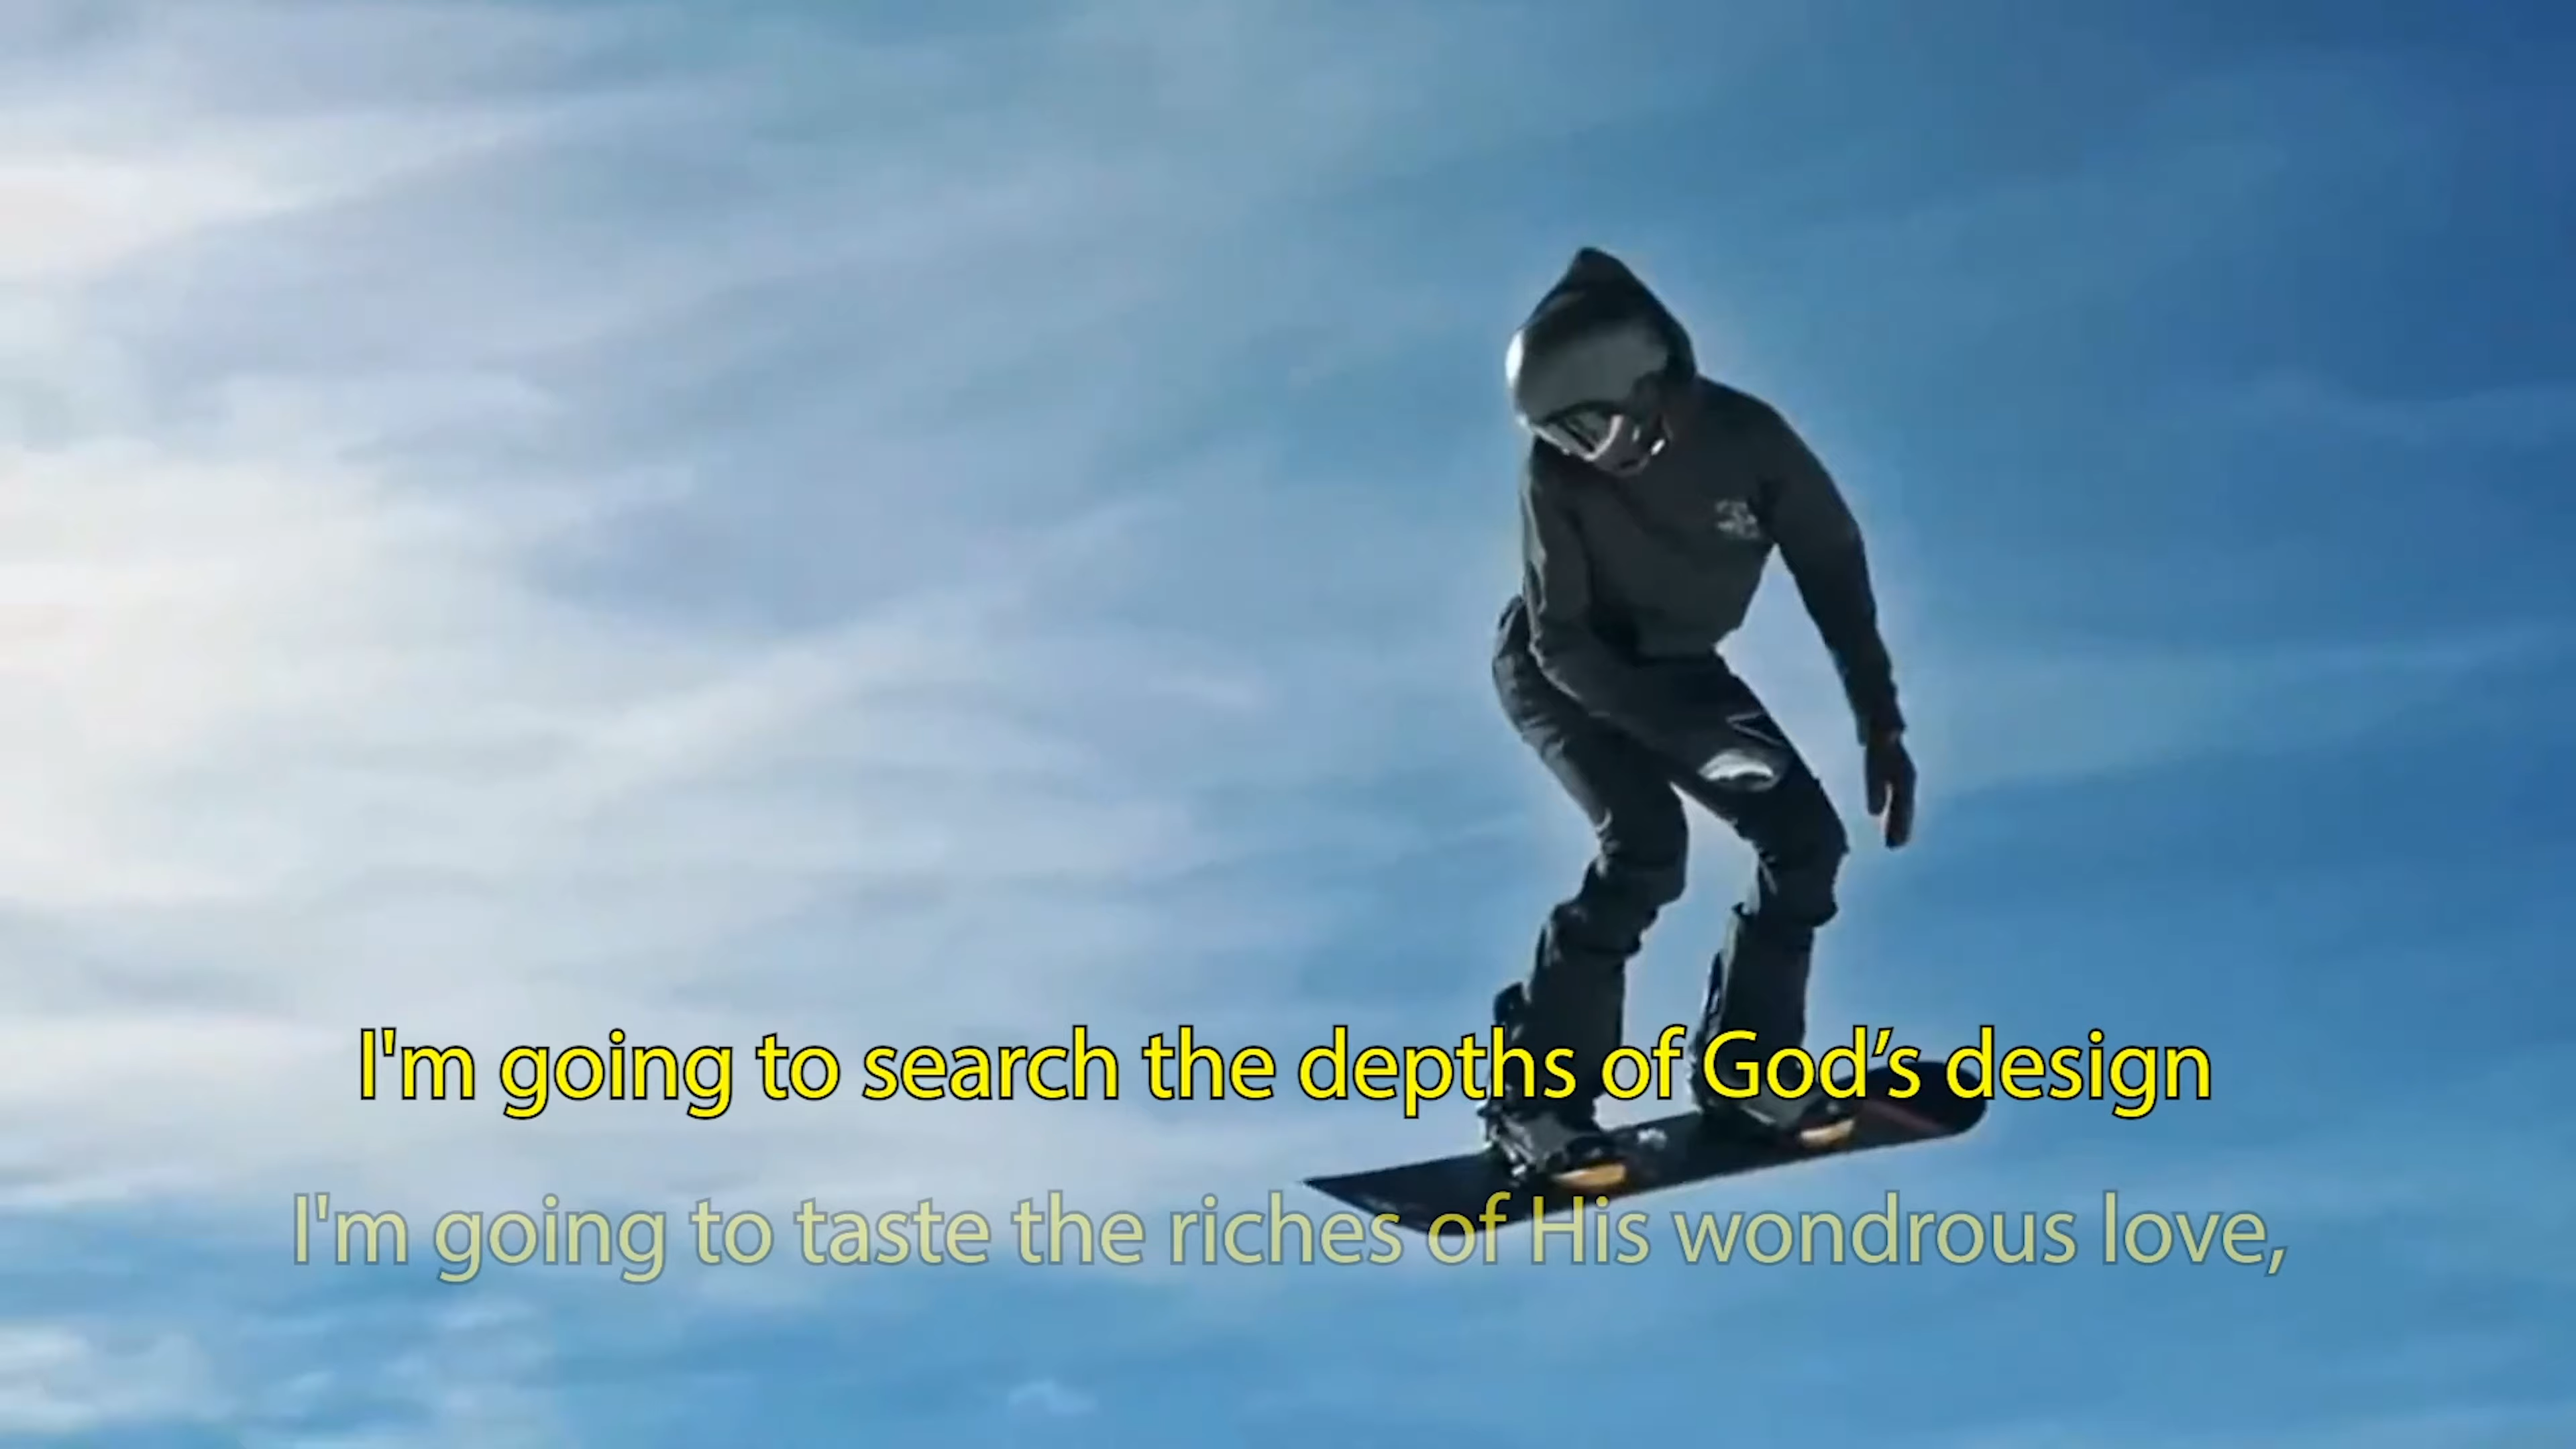 I'm going to search the depths of God’s design
I'm going to taste the riches of His wondrous love,